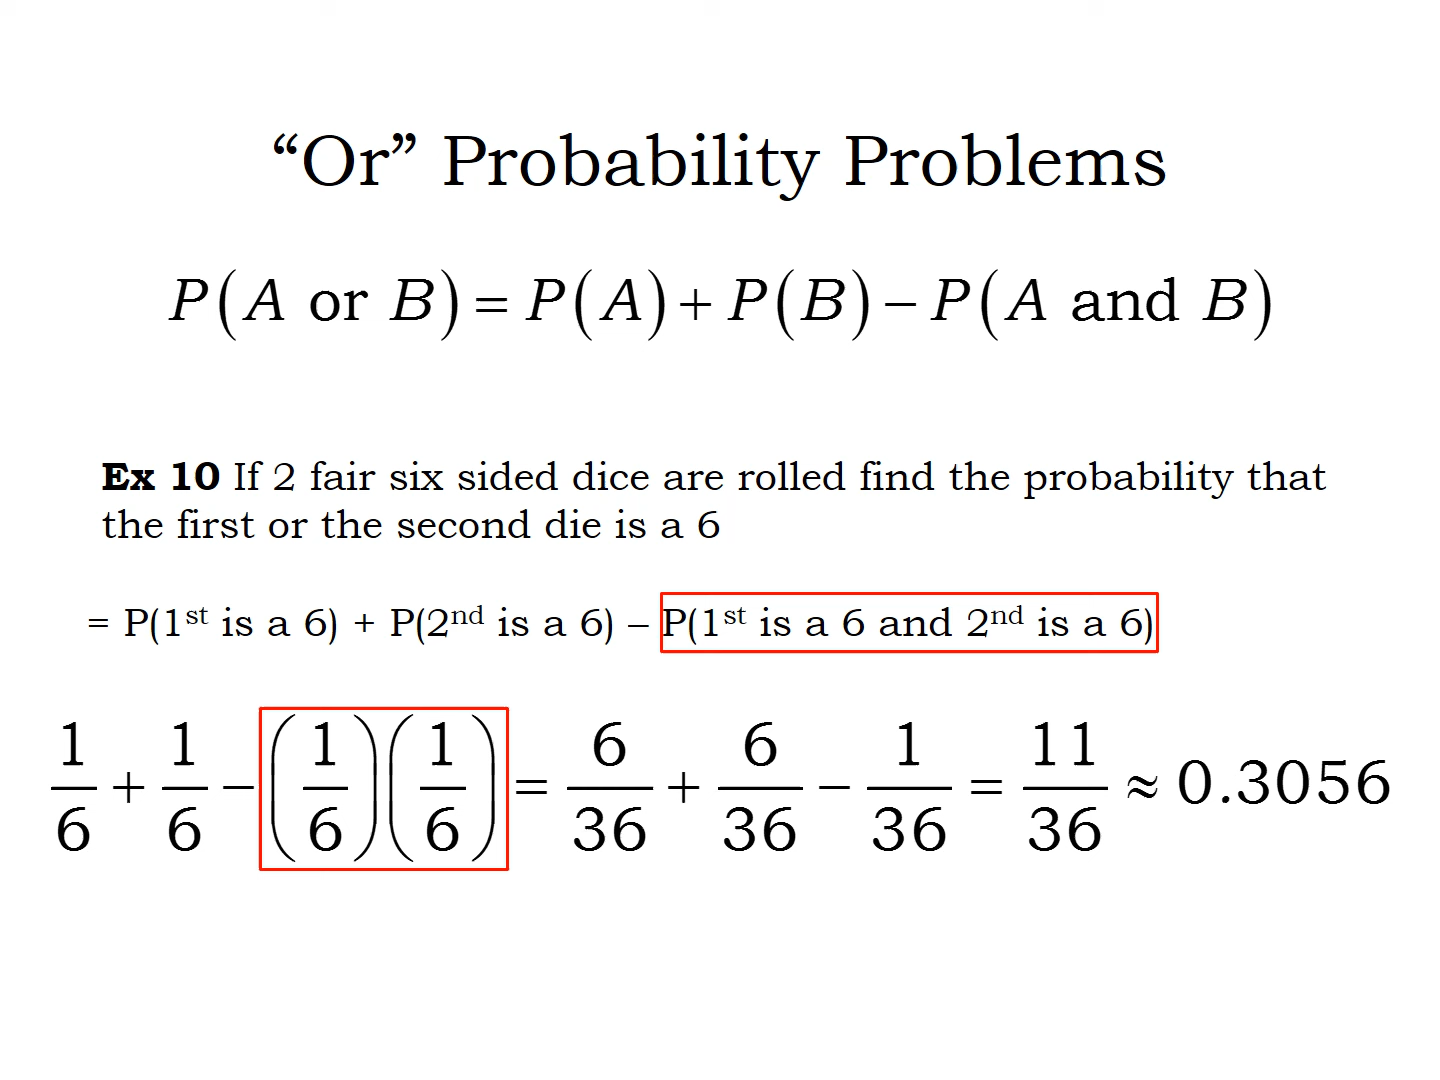 “Or” Probability Problems
P(A or B) = P(A) + P(B) − P(A and B)
Ex 10 If 2 fair six sided dice are rolled find the probability that
the first or the second die is a 6
= P(1st is a 6) + P(2nd is a 6) – P(1st is a 6 and 2nd is a 6)
1/6 + 1/6 − (1/6)(1/6) = 6/36 + 6/36 − 1/36 = 11/36 ≈ 0.3056